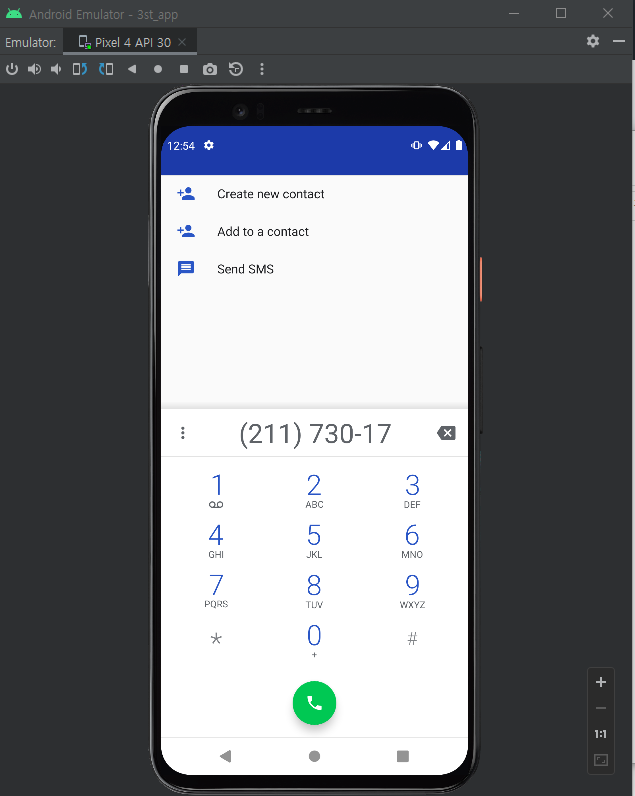 Android Emulator - 3st_app
Emulator: Pixel 4 API 30
12:54
Create new contact
Add to a contact
Send SMS
(211) 730-17
1 2 3
ABC DEF
4 5 6
GHI JKL MNO
7 8 9
PQRS TUV WXYZ
* 0 #
+
1:1